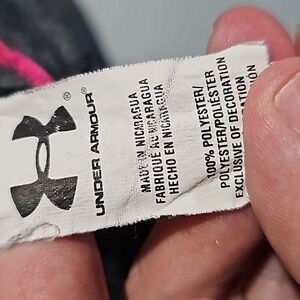 UNDER ARMOUR®
MADE IN NICARAGUA
FABRIQUÉ AU NICARAGUA
HECHO EN NICARAGUA
100% POLYESTER/
POLYESTER/POLIÉSTER
EXCLUSIVE OF DECORATION